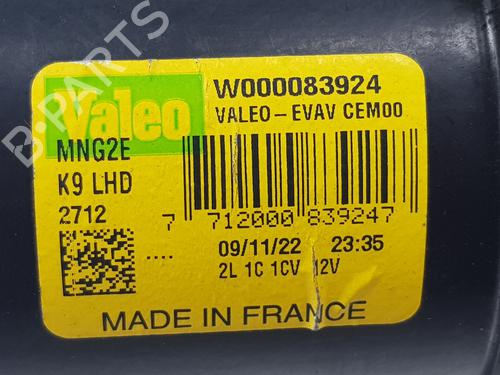 Valeo
W000083924
VALEO-EVAV CEM00
MNG2E
K9 LHD
2712
7 712000 839247
.... 09/11/22 23:35
2L 1C 1CV 12V
MADE IN FRANCE
B-PARTS